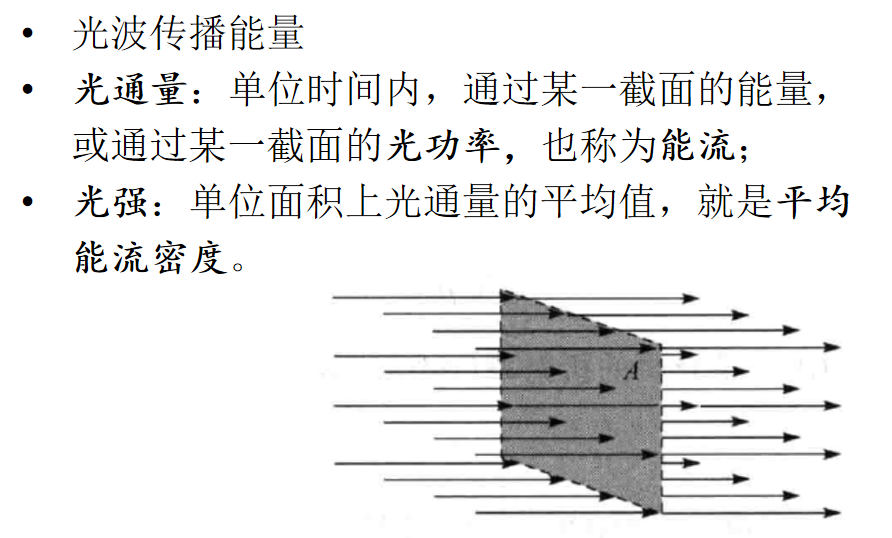 • 光波传播能量
• 光通量：单位时间内，通过某一截面的能量，
或通过某一截面的光功率，也称为能流；
• 光强：单位面积上光通量的平均值，就是平均
能流密度。
A